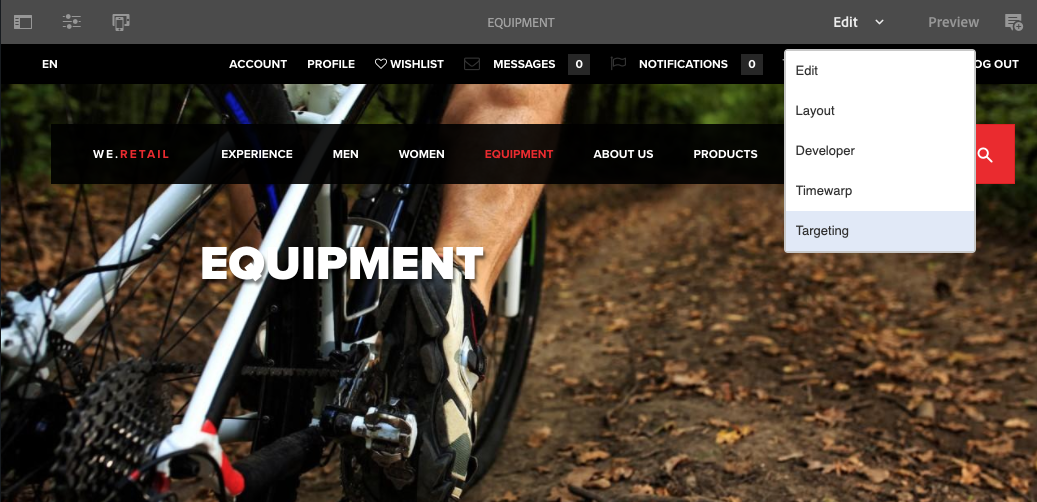 EQUIPMENT Edit Preview
EN ACCOUNT PROFILE WISHLIST MESSAGES 0 NOTIFICATIONS 0 OG OUT
Edit
Layout
Developer
Timewarp
Targeting
WE.RETAIL EXPERIENCE MEN WOMEN EQUIPMENT ABOUT US PRODUCTS
EQUIPMENT